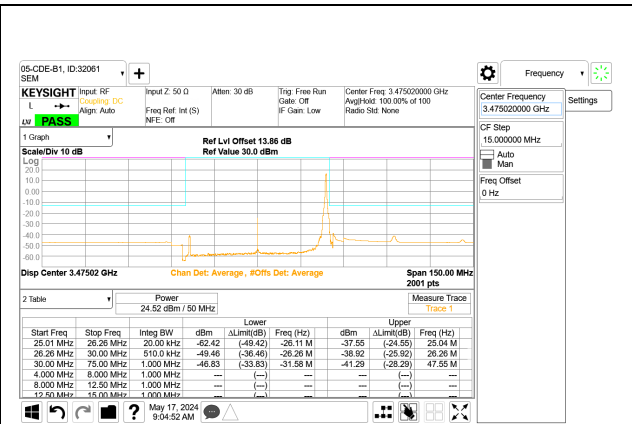 05-CDE-B1, ID:32061
SEM
Frequency
KEYSIGHT
L
LXI
PASS
Input: RF
Coupling: DC
Align: Auto
Input Z: 50 Ω
Freq Ref: Int (S)
NFE: Off
Atten: 30 dB
Trig: Free Run
Gate: Off
IF Gain: Low
Center Freq: 3.475020000 GHz
Avg|Hold: 100.00% of 100
Radio Std: None
Center Frequency
3.475020000 GHz
Settings
CF Step
15.000000 MHz
Auto
Man
Freq Offset
0 Hz
1 Graph
Scale/Div 10 dB
Ref Lvl Offset 13.86 dB
Ref Value 30.0 dBm
Log
20.0
10.0
0.00
-10.0
-20.0
-30.0
-40.0
-50.0
-60.0
Disp Center 3.47502 GHz
Chan Det: Average, #Offs Det: Average
Span 150.00 MHz
2001 pts
2 Table
Power
24.52 dBm / 50 MHz
Measure Trace
Trace 1
Lower Upper
Start Freq Stop Freq Integ BW dBm ΔLimit(dB) Freq (Hz) dBm ΔLimit(dB) Freq (Hz)
25.01 MHz 26.26 MHz 20.00 kHz -62.42 (-49.42) -26.11 M -37.55 (-24.55) 25.04 M
26.26 MHz 30.00 MHz 510.0 kHz -49.46 (-36.46) -26.26 M -38.92 (-25.92) 26.26 M
30.00 MHz 75.00 MHz 1.000 MHz -46.83 (-33.83) -31.58 M -41.29 (-28.29) 47.55 M
4.000 MHz 8.000 MHz 1.000 MHz --- (---) --- --- (---) ---
8.000 MHz 12.50 MHz 1.000 MHz --- (---) --- --- (---) ---
12.50 MHz 15.00 MHz 1.000 MHz --- (---) --- --- (---) ---
May 17, 2024
9:04:52 AM